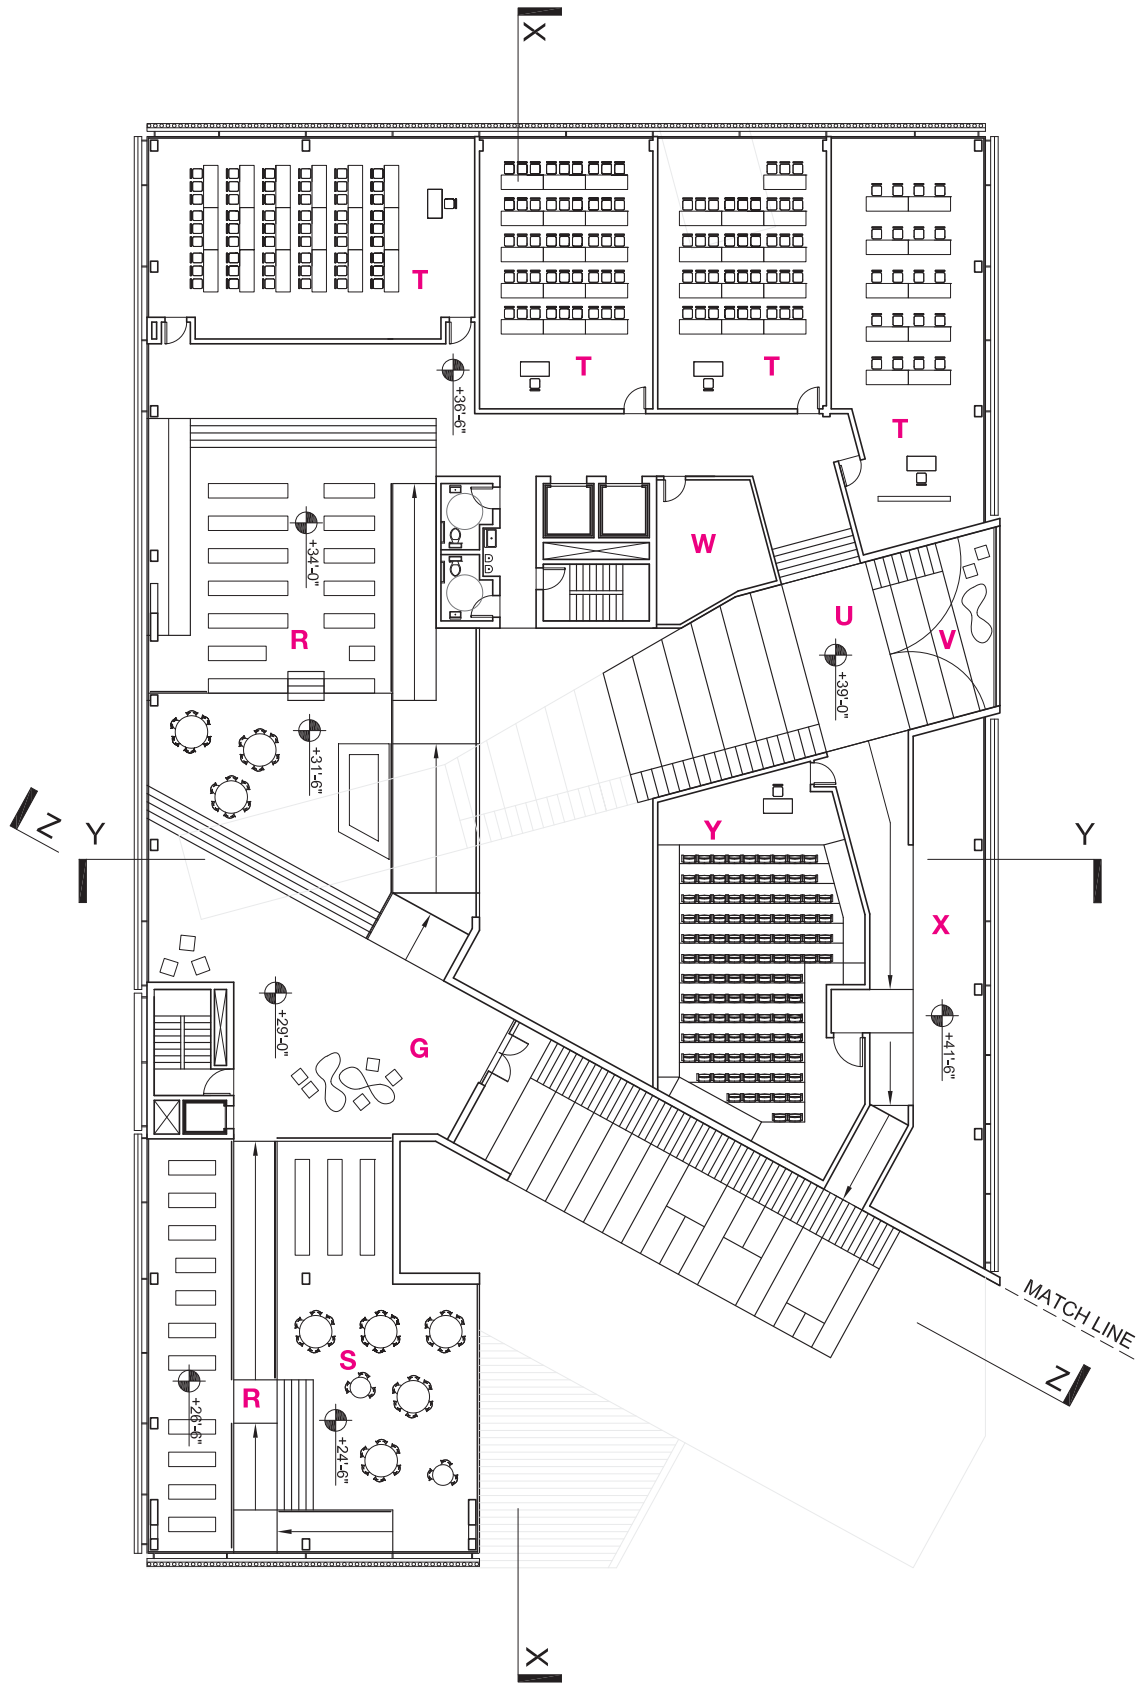 X
T
T
T
T
+36'-6"
+34'-0"
W
R
U
V
+39'-0"
+31'-6"
Z
Y
Y
Y
X
+29'-0"
G
+41'-6"
MATCH LINE
S
R
Z
+26'-6"
+24'-6"
X